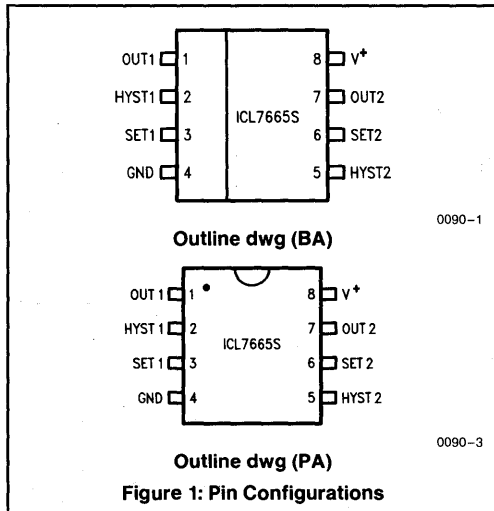 OUT1 1 8 V+
HYST1 2 7 OUT2
ICL7665S
SET1 3 6 SET2
GND 4 5 HYST2
0090-1
Outline dwg (BA)
OUT 1 1 8 V+
HYST 1 2 7 OUT 2
ICL7665S
SET 1 3 6 SET 2
GND 4 5 HYST 2
0090-3
Outline dwg (PA)
Figure 1: Pin Configurations